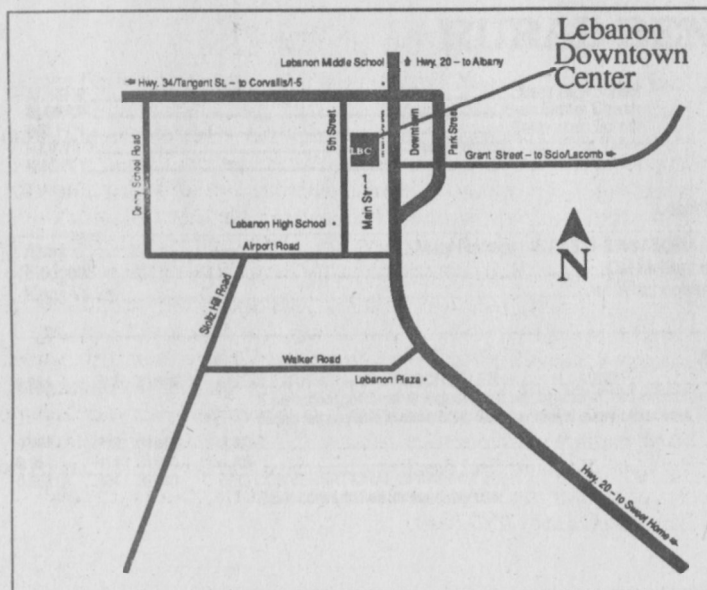 Lebanon
Downtown
Center
Lebanon Middle School
Hwy. 20 – to Albany
Hwy. 34/Tangent St. – to Corvallis/I-5
5th Street
LBC
Downtown
Park Street
Grant Street – to Scio/Lacomb
Denny School Road
Main Str
Lebanon High School
Airport Road
N
Stoltz Hill Road
Walker Road
Lebanon Plaza
Hwy. 20 – to Sweet Home